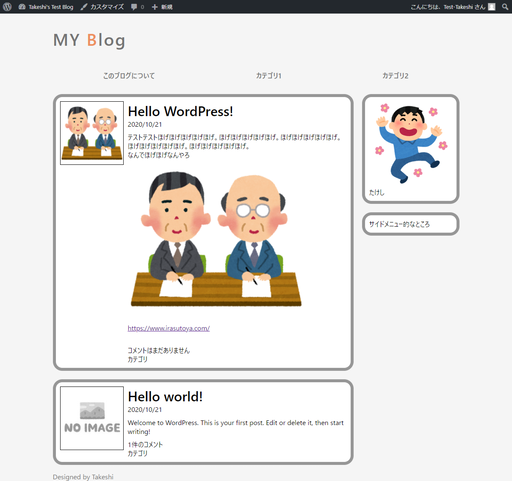 Takeshi's Test Blog カスタマイズ 0 新規 こんにちは、Test-Takeshi さん
MY Blog
このブログについて カテゴリ1 カテゴリ2
Hello WordPress!
2020/10/21
テストテストほげほげほげほげほげ。ほげほげほげほげほげ。ほげほげほげほげほげ。
ほげほげほげほげほげ。ほげほげほげほげほげ。
なんでほげほげなんやろ
https://www.irasutoya.com/
コメントはまだありません
カテゴリ
たけし
サイドメニュー的なところ
NO IMAGE
Hello world!
2020/10/21
Welcome to WordPress. This is your first post. Edit or delete it, then start
writing!
1件のコメント
カテゴリ
Designed by Takeshi